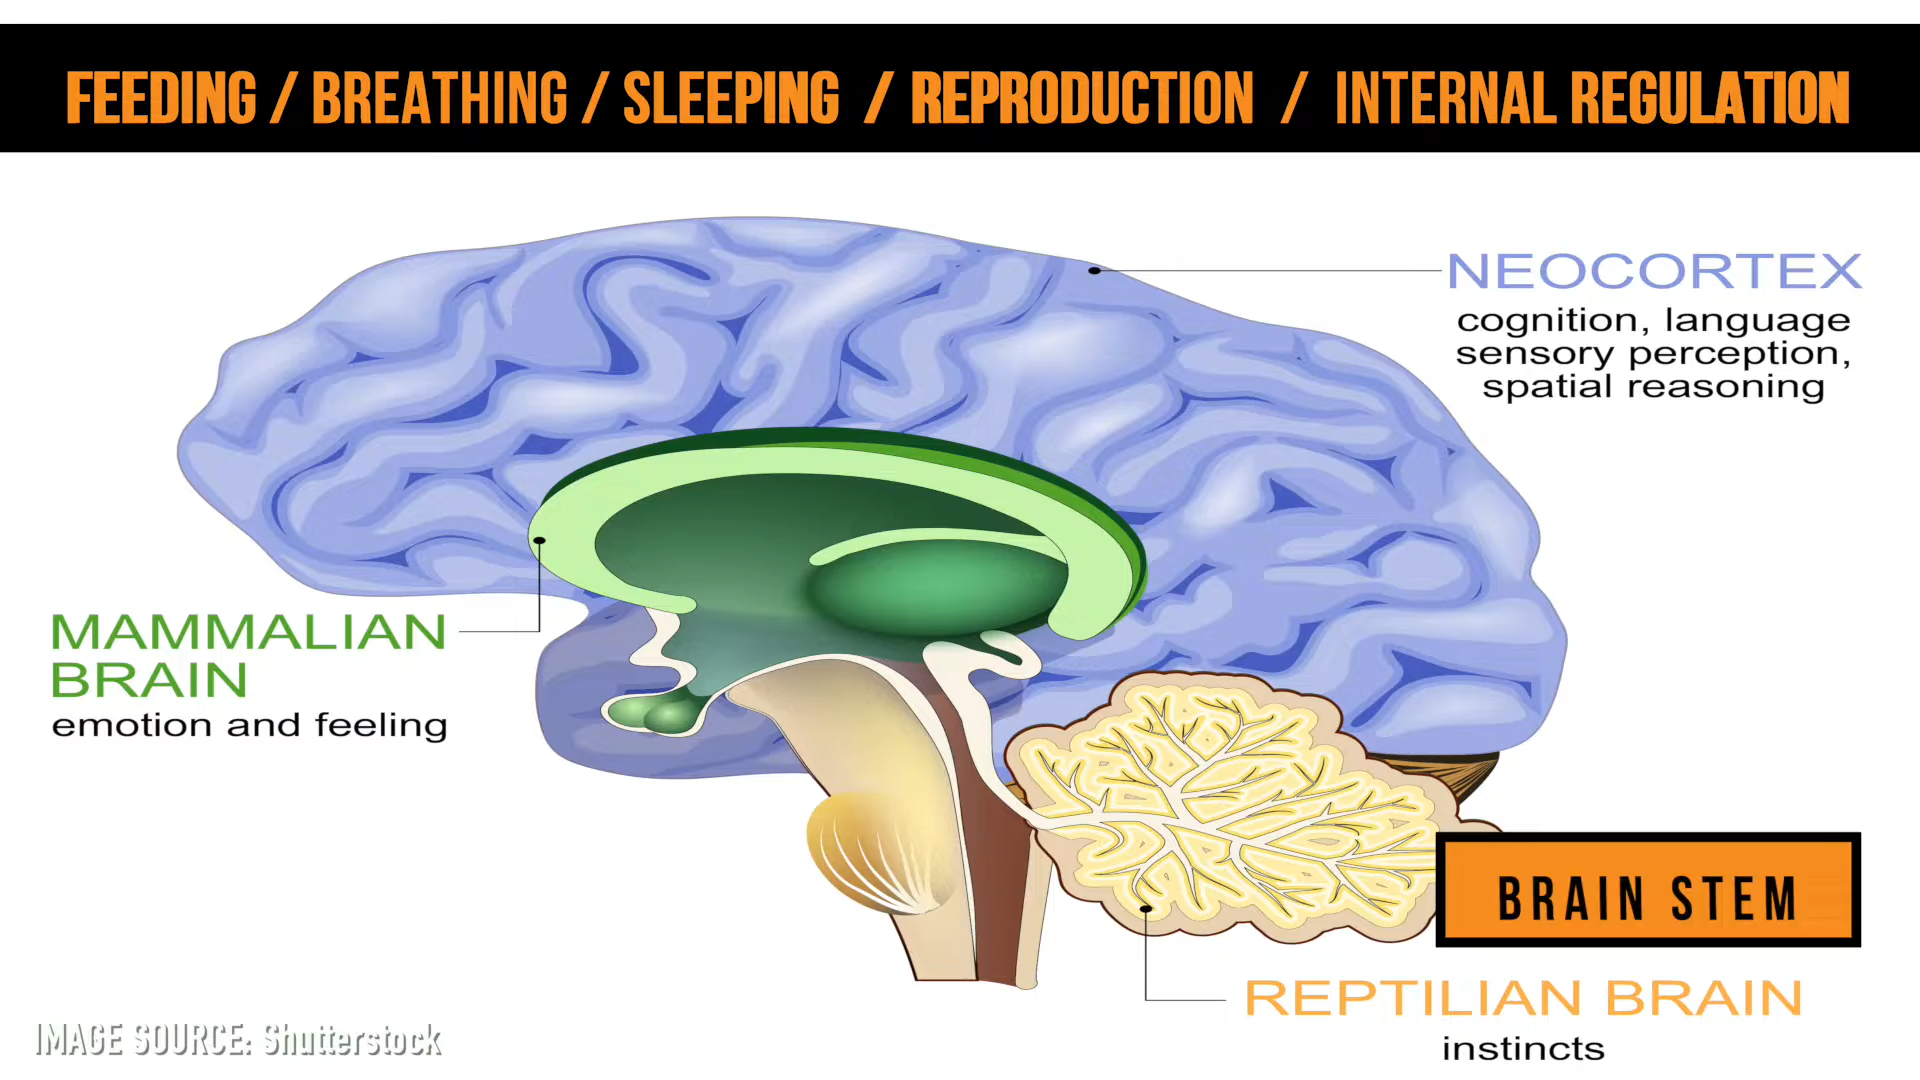 FEEDING / BREATHING / SLEEPING / REPRODUCTION / INTERNAL REGULATION
NEOCORTEX
cognition, language
sensory perception,
spatial reasoning
MAMMALIAN
BRAIN
emotion and feeling
BRAIN STEM
REPTILIAN BRAIN
instincts
IMAGE SOURCE: Shutterstock